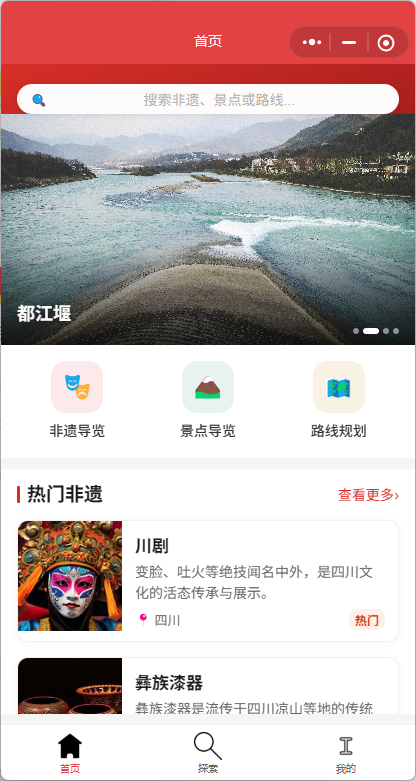 首页
搜索非遗、景点或路线...
都江堰
非遗导览
景点导览
路线规划
热门非遗
查看更多›
川剧
变脸、吐火等绝技闻名中外，是四川文
化的活态传承与展示。
四川
热门
彝族漆器
彝族漆器是流传于四川凉山等地的传统
首页
探索
我的